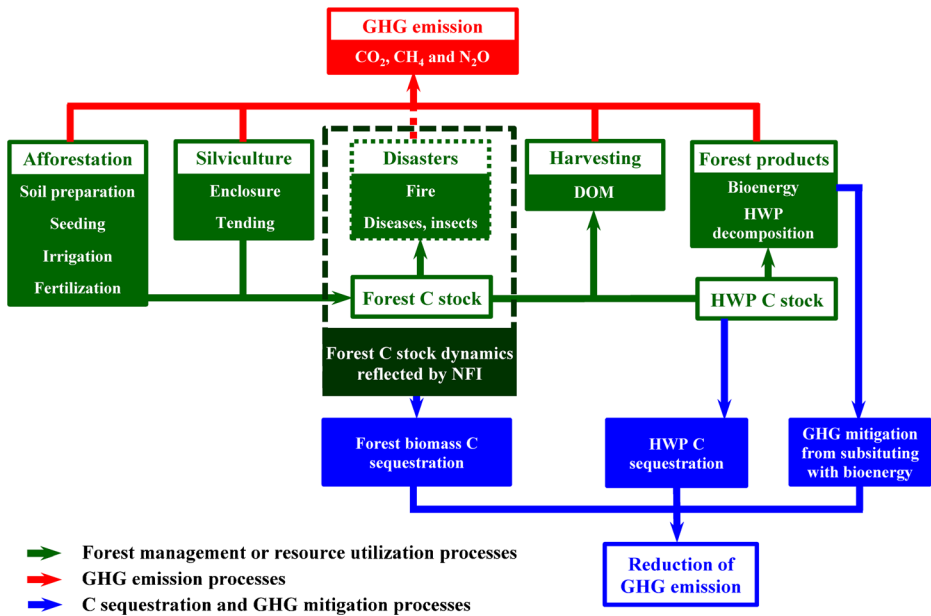 GHG emission
CO₂, CH₄ and N₂O
Afforestation
Soil preparation
Seeding
Irrigation
Fertilization
Silviculture
Enclosure
Tending
Disasters
Fire
Diseases, insects
Harvesting
DOM
Forest products
Bioenergy
HWP
decomposition
Forest C stock
HWP C stock
Forest C stock dynamics
reflected by NFI
Forest biomass C
sequestration
HWP C
sequestration
GHG mitigation
from subsituting
with bioenergy
Reduction of
GHG emission
Forest management or resource utilization processes
GHG emission processes
C sequestration and GHG mitigation processes